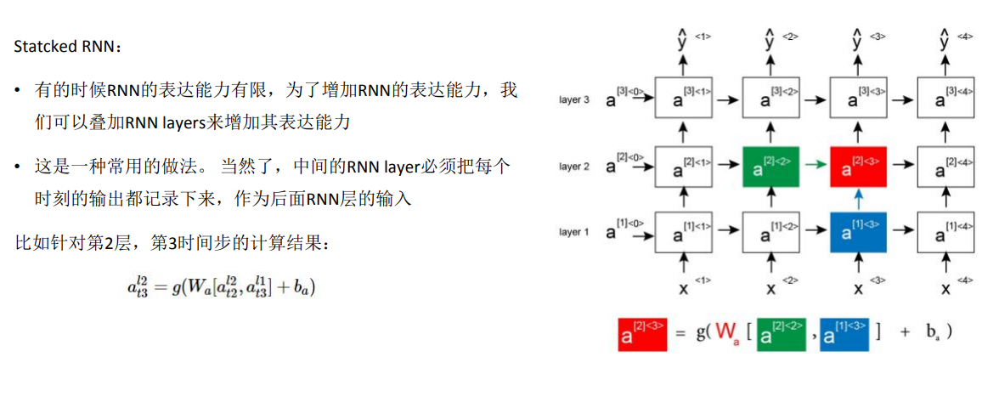 Statcked RNN：
• 有的时候RNN的表达能力有限，为了增加RNN的表达能力，我
们可以叠加RNN layers来增加其表达能力
• 这是一种常用的做法。 当然了，中间的RNN layer必须把每个
时刻的输出都记录下来，作为后面RNN层的输入
比如针对第2层，第3时间步的计算结果：
a_{t3}^{l2} = g(W_a[a_{t2}^{l2}, a_{t3}^{l1}] + b_a)
ŷ<1> ŷ<2> ŷ<3> ŷ<4>
layer 3 a[3]<0> a[3]<1> a[3]<2> a[3]<3> a[3]<4>
layer 2 a[2]<0> a[2]<1> a[2]<2> a[2]<3> a[2]<4>
layer 1 a[1]<0> a[1]<1> a[1]<2> a[1]<3> a[1]<4>
x<1> x<2> x<3> x<4>
a[2]<3> = g( W_a [ a[2]<2> , a[1]<3> ] + b_a )